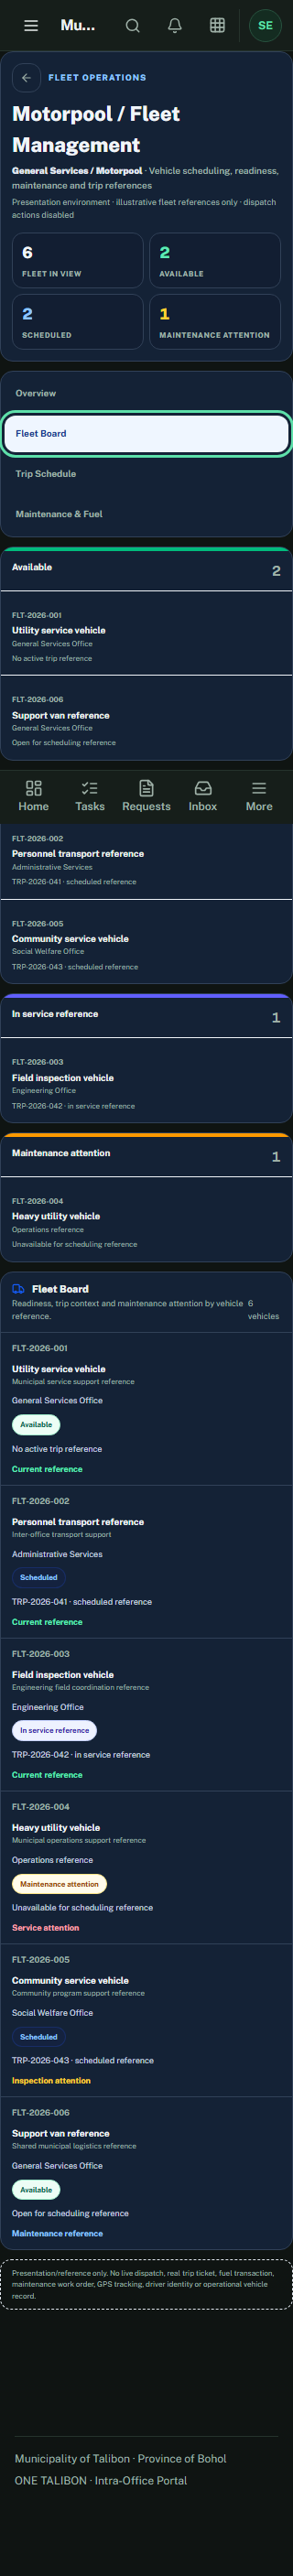 Mu...
SE
FLEET OPERATIONS
Motorpool / Fleet
Management
General Services / Motorpool · Vehicle scheduling, readiness,
maintenance and trip references
Presentation environment · illustrative fleet references only · dispatch
actions disabled
6
FLEET IN VIEW
2
AVAILABLE
2
SCHEDULED
1
MAINTENANCE ATTENTION
Overview
Fleet Board
Trip Schedule
Maintenance & Fuel
Available
2
FLT-2026-001
Utility service vehicle
General Services Office
No active trip reference
FLT-2026-006
Support van reference
General Services Office
Open for scheduling reference
Home
Tasks
Requests
Inbox
More
FLT-2026-002
Personnel transport reference
Administrative Services
TRP-2026-041 · scheduled reference
FLT-2026-005
Community service vehicle
Social Welfare Office
TRP-2026-043 · scheduled reference
In service reference
1
FLT-2026-003
Field inspection vehicle
Engineering Office
TRP-2026-042 · in service reference
Maintenance attention
1
FLT-2026-004
Heavy utility vehicle
Operations reference
Unavailable for scheduling reference
Fleet Board
Readiness, trip context and maintenance attention by vehicle
reference.
6
vehicles
FLT-2026-001
Utility service vehicle
Municipal service support reference
General Services Office
Available
No active trip reference
Current reference
FLT-2026-002
Personnel transport reference
Inter-office transport support
Administrative Services
Scheduled
TRP-2026-041 · scheduled reference
Current reference
FLT-2026-003
Field inspection vehicle
Engineering field coordination reference
Engineering Office
In service reference
TRP-2026-042 · in service reference
Current reference
FLT-2026-004
Heavy utility vehicle
Municipal operations support reference
Operations reference
Maintenance attention
Unavailable for scheduling reference
Service attention
FLT-2026-005
Community service vehicle
Community program support reference
Social Welfare Office
Scheduled
TRP-2026-043 · scheduled reference
Inspection attention
FLT-2026-006
Support van reference
Shared municipal logistics reference
General Services Office
Available
Open for scheduling reference
Maintenance reference
Presentation/reference only. No live dispatch, real trip ticket, fuel transaction,
maintenance work order, GPS tracking, driver identity or operational vehicle
record.
Municipality of Talibon · Province of Bohol
ONE TALIBON · Intra-Office Portal